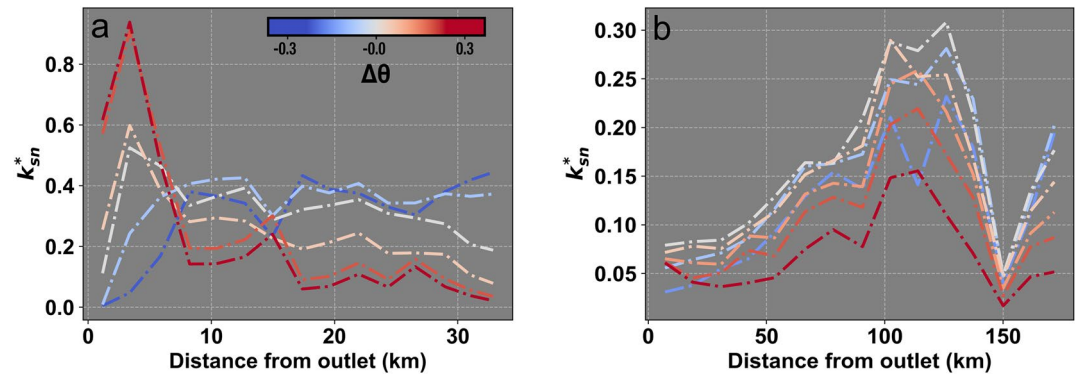 a
-0.3 -0.0 0.3
Δθ
0.8
0.6
0.4
0.2
0.0
k*sn
0 10 20 30
Distance from outlet (km)
b
0.30
0.25
0.20
0.15
0.10
0.05
k*sn
0 50 100 150
Distance from outlet (km)